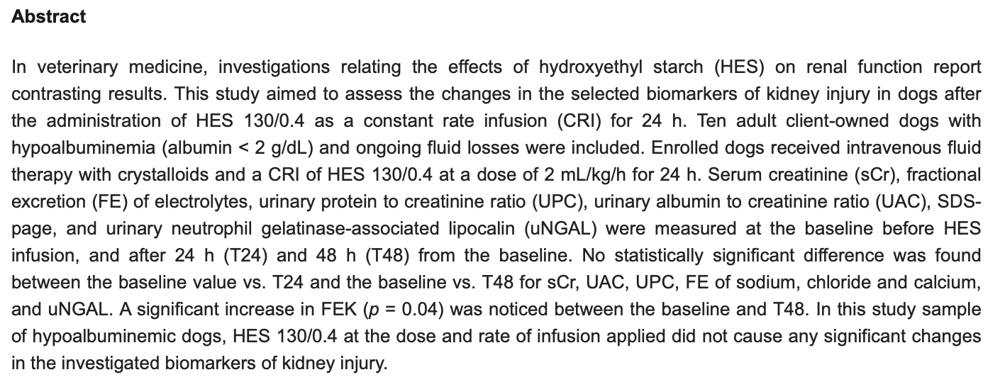 Abstract
In veterinary medicine, investigations relating the effects of hydroxyethyl starch (HES) on renal function report
contrasting results. This study aimed to assess the changes in the selected biomarkers of kidney injury in dogs after
the administration of HES 130/0.4 as a constant rate infusion (CRI) for 24 h. Ten adult client-owned dogs with
hypoalbuminemia (albumin < 2 g/dL) and ongoing fluid losses were included. Enrolled dogs received intravenous fluid
therapy with crystalloids and a CRI of HES 130/0.4 at a dose of 2 mL/kg/h for 24 h. Serum creatinine (sCr), fractional
excretion (FE) of electrolytes, urinary protein to creatinine ratio (UPC), urinary albumin to creatinine ratio (UAC), SDS-
page, and urinary neutrophil gelatinase-associated lipocalin (uNGAL) were measured at the baseline before HES
infusion, and after 24 h (T24) and 48 h (T48) from the baseline. No statistically significant difference was found
between the baseline value vs. T24 and the baseline vs. T48 for sCr, UAC, UPC, FE of sodium, chloride and calcium,
and uNGAL. A significant increase in FEK (p = 0.04) was noticed between the baseline and T48. In this study sample
of hypoalbuminemic dogs, HES 130/0.4 at the dose and rate of infusion applied did not cause any significant changes
in the investigated biomarkers of kidney injury.